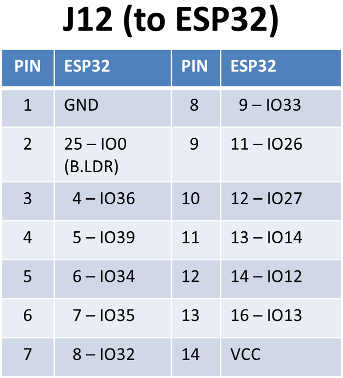 J12 (to ESP32)
PIN ESP32 PIN ESP32
1 GND 8 9 – IO33
2 25 – IO0 (B.LDR) 9 11 – IO26
3 4 – IO36 10 12 – IO27
4 5 – IO39 11 13 – IO14
5 6 – IO34 12 14 – IO12
6 7 – IO35 13 16 – IO13
7 8 – IO32 14 VCC